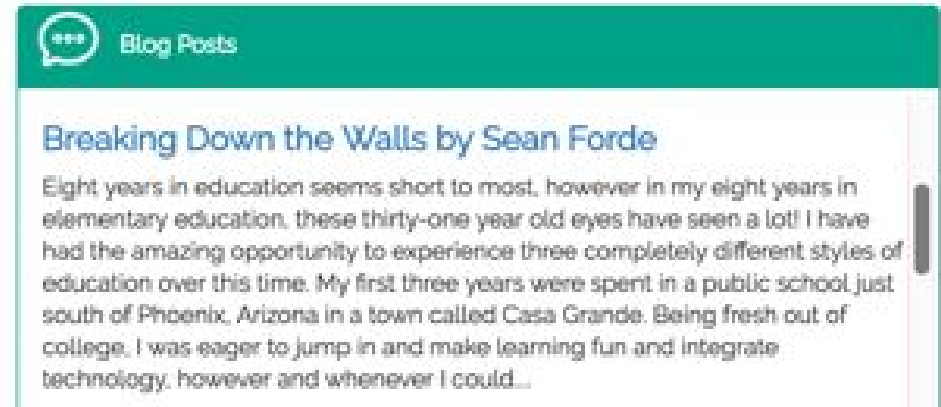 Blog Posts
Breaking Down the Walls by Sean Forde
Eight years in education seems short to most, however in my eight years in
elementary education, these thirty-one year old eyes have seen a lot! I have
had the amazing opportunity to experience three completely different styles of
education over this time. My first three years were spent in a public school just
south of Phoenix, Arizona in a town called Casa Grande. Being fresh out of
college, I was eager to jump in and make learning fun and integrate
technology, however and whenever I could...